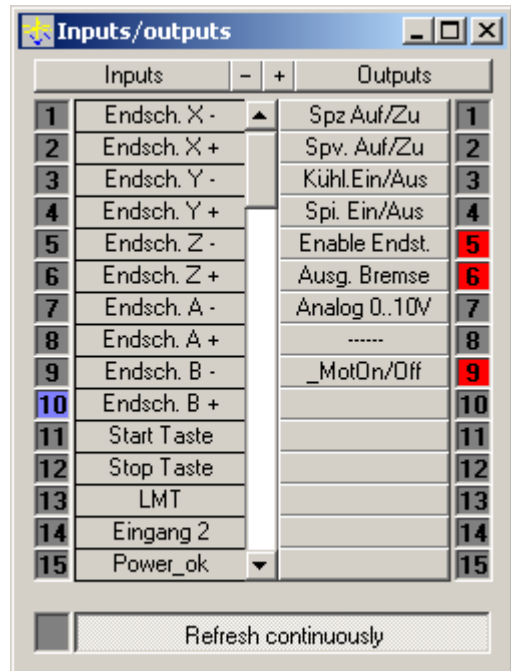 Inputs/outputs
Inputs - + Outputs
1 Endsch. X - Spz Auf/Zu 1
2 Endsch. X + Spv. Auf/Zu 2
3 Endsch. Y - Kühl.Ein/Aus 3
4 Endsch. Y + Spi. Ein/Aus 4
5 Endsch. Z - Enable Endst. 5
6 Endsch. Z + Ausg. Bremse 6
7 Endsch. A - Analog 0..10V 7
8 Endsch. A + ------ 8
9 Endsch. B - _MotOn/Off 9
10 Endsch. B + 10
11 Start Taste 11
12 Stop Taste 12
13 LMT 13
14 Eingang 2 14
15 Power_ok 15
Refresh continuously